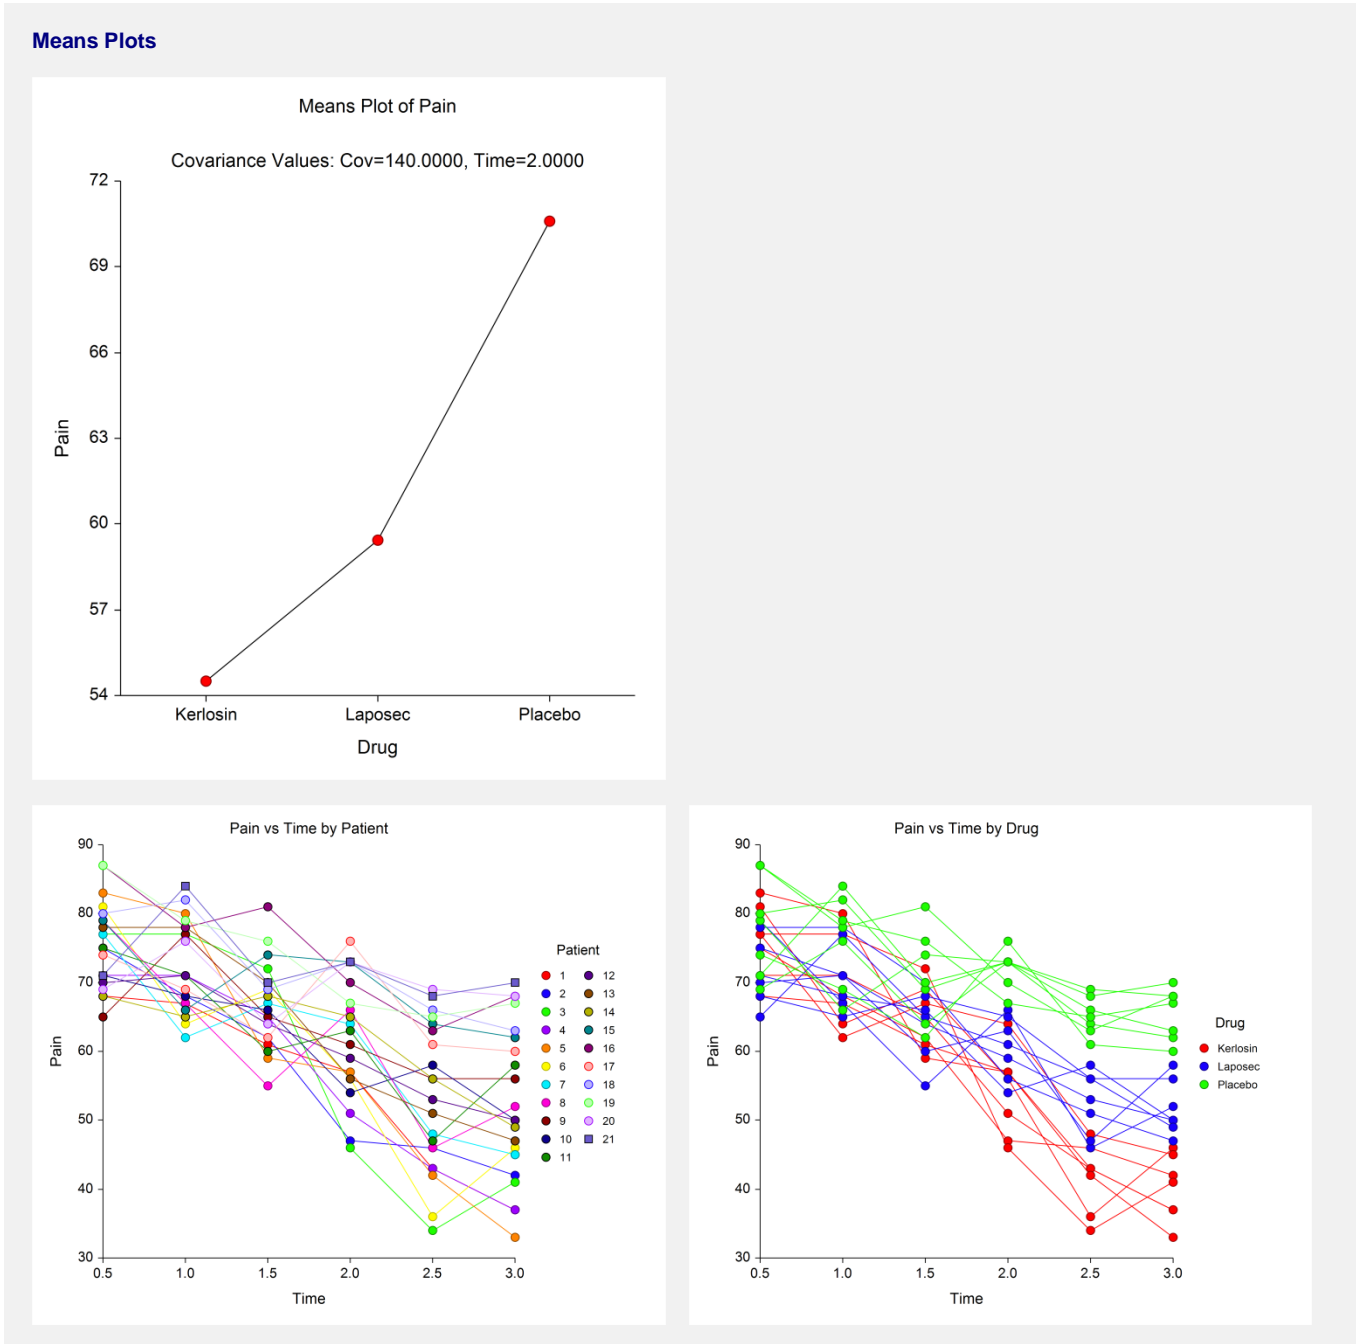 Means Plots
Means Plot of Pain
Covariance Values: Cov=140.0000, Time=2.0000
72
69
66
63
60
57
54
Pain
Kerlosin Laposec Placebo
Drug
Pain vs Time by Patient
90
80
70
60
50
40
30
Pain
0.5 1.0 1.5 2.0 2.5 3.0
Time
Patient
1 12
2 13
3 14
4 15
5 16
6 17
7 18
8 19
9 20
10 21
11
Pain vs Time by Drug
90
80
70
60
50
40
30
Pain
0.5 1.0 1.5 2.0 2.5 3.0
Time
Drug
Kerlosin
Laposec
Placebo